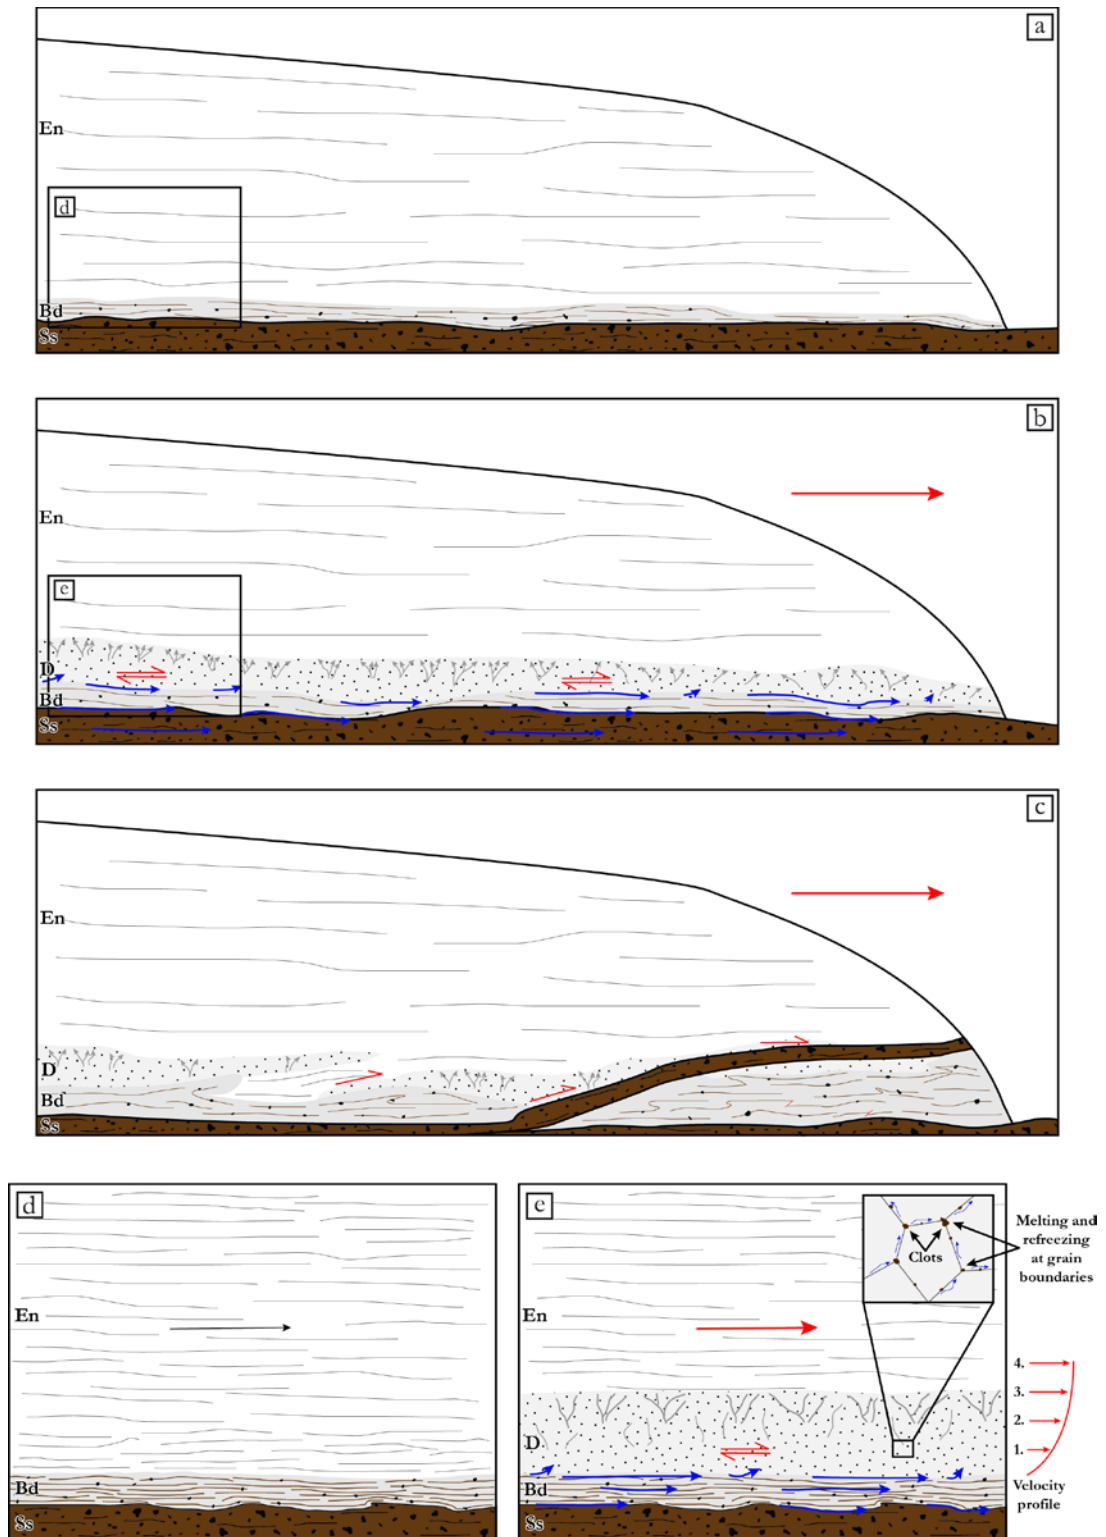 a
En
d
Bd
Ss
b
En
e
D
Bd
Ss
c
En
D
Bd
Ss
d
En
Bd
Ss
e
Clots
Melting and
refreezing
at grain
boundaries
En
D
Bd
Ss
4.
3.
2.
1.
Velocity
profile